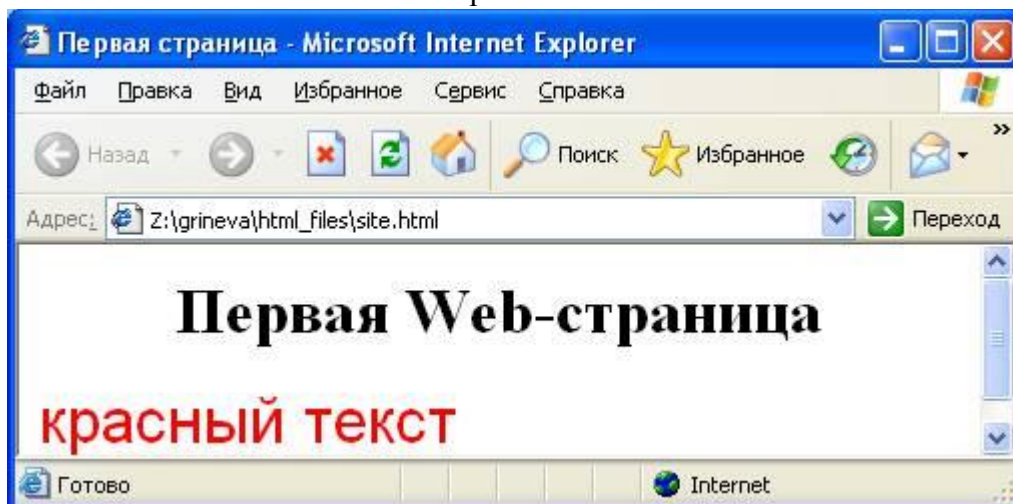 Первая страница - Microsoft Internet Explorer
Файл Правка Вид Избранное Сервис Справка
Назад Поиск Избранное »
Адрес: Z:\grineva\html_files\site.html Переход
Первая Web-страница
красный текст
Готово Internet